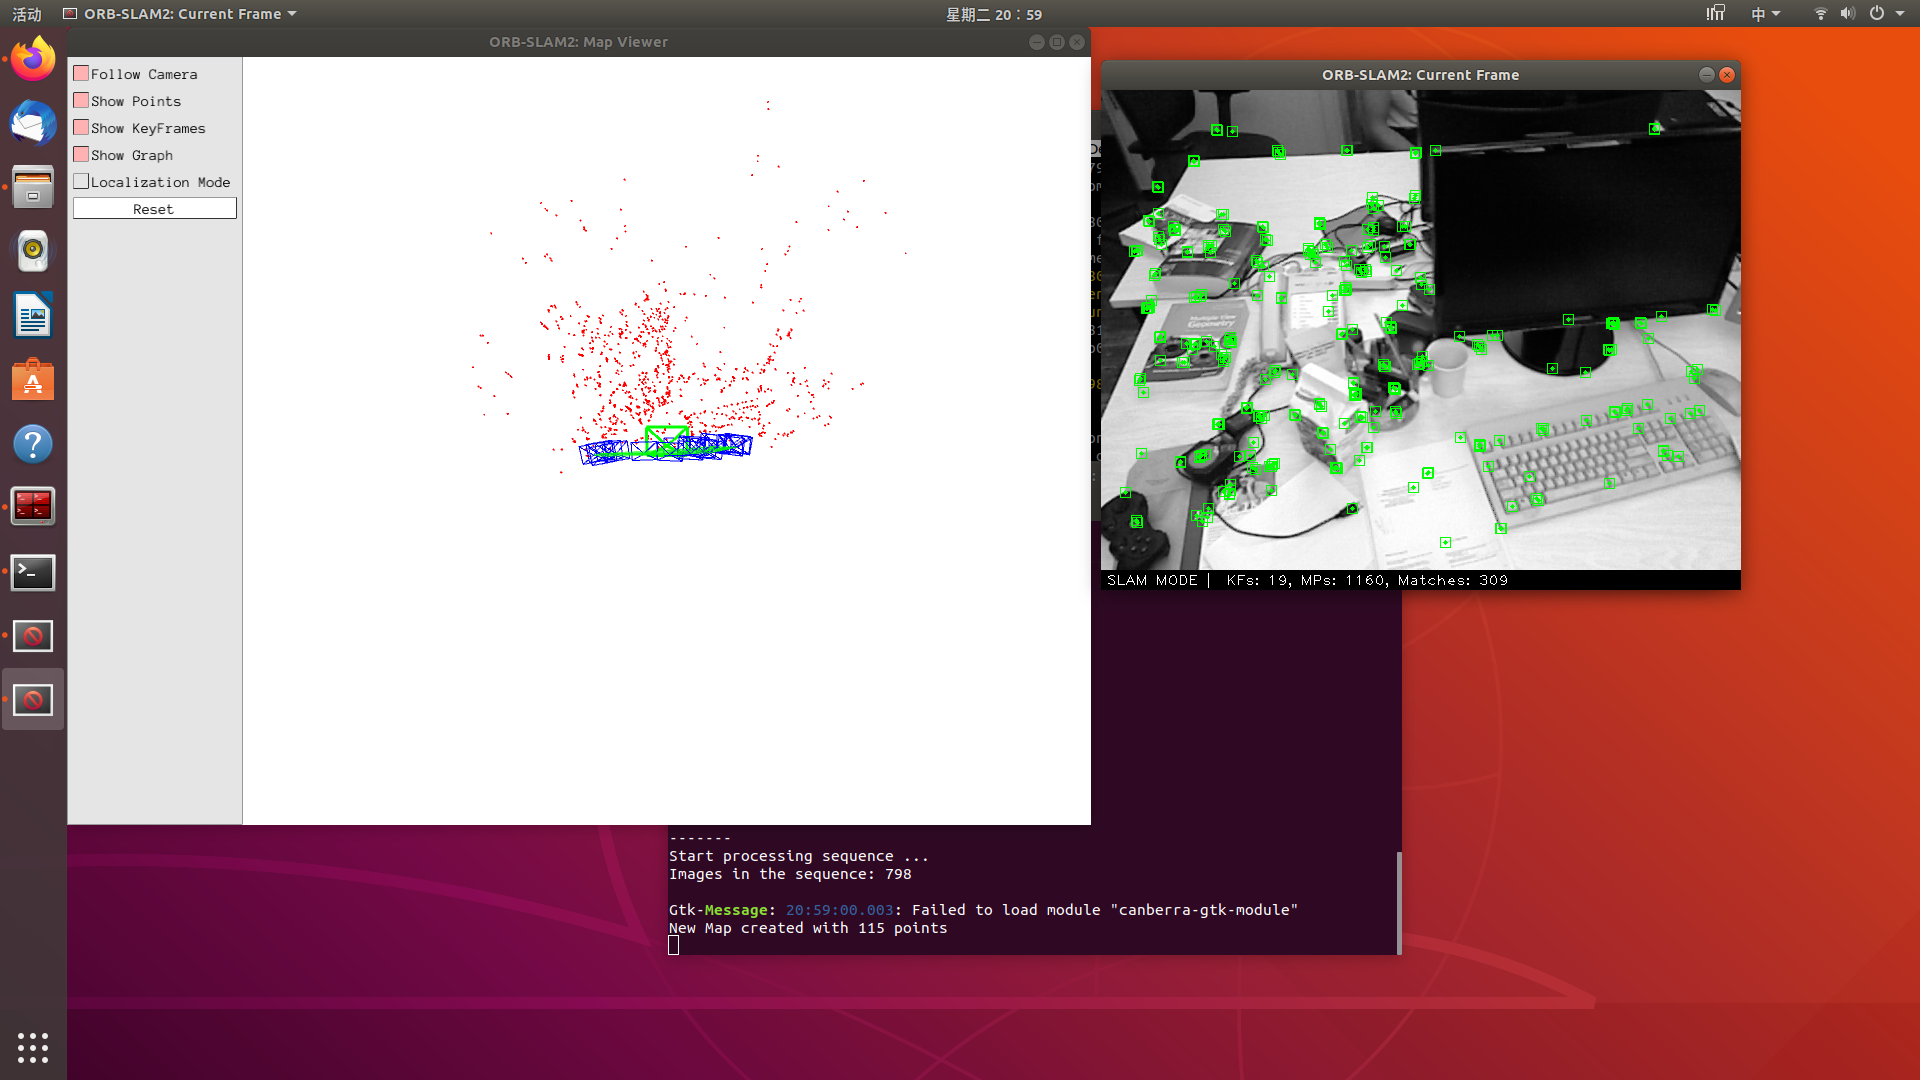 活动
ORB-SLAM2: Current Frame
星期二 20：59
中
ORB-SLAM2: Map Viewer
Follow Camera
Show Points
Show KeyFrames
Show Graph
Localization Mode
Reset
ORB-SLAM2: Current Frame
Multiple View
Geometry
SLAM MODE | KFs: 19, MPs: 1160, Matches: 309
-------
Start processing sequence ...
Images in the sequence: 798
Gtk-Message: 20:59:00.003: Failed to load module "canberra-gtk-module"
New Map created with 115 points